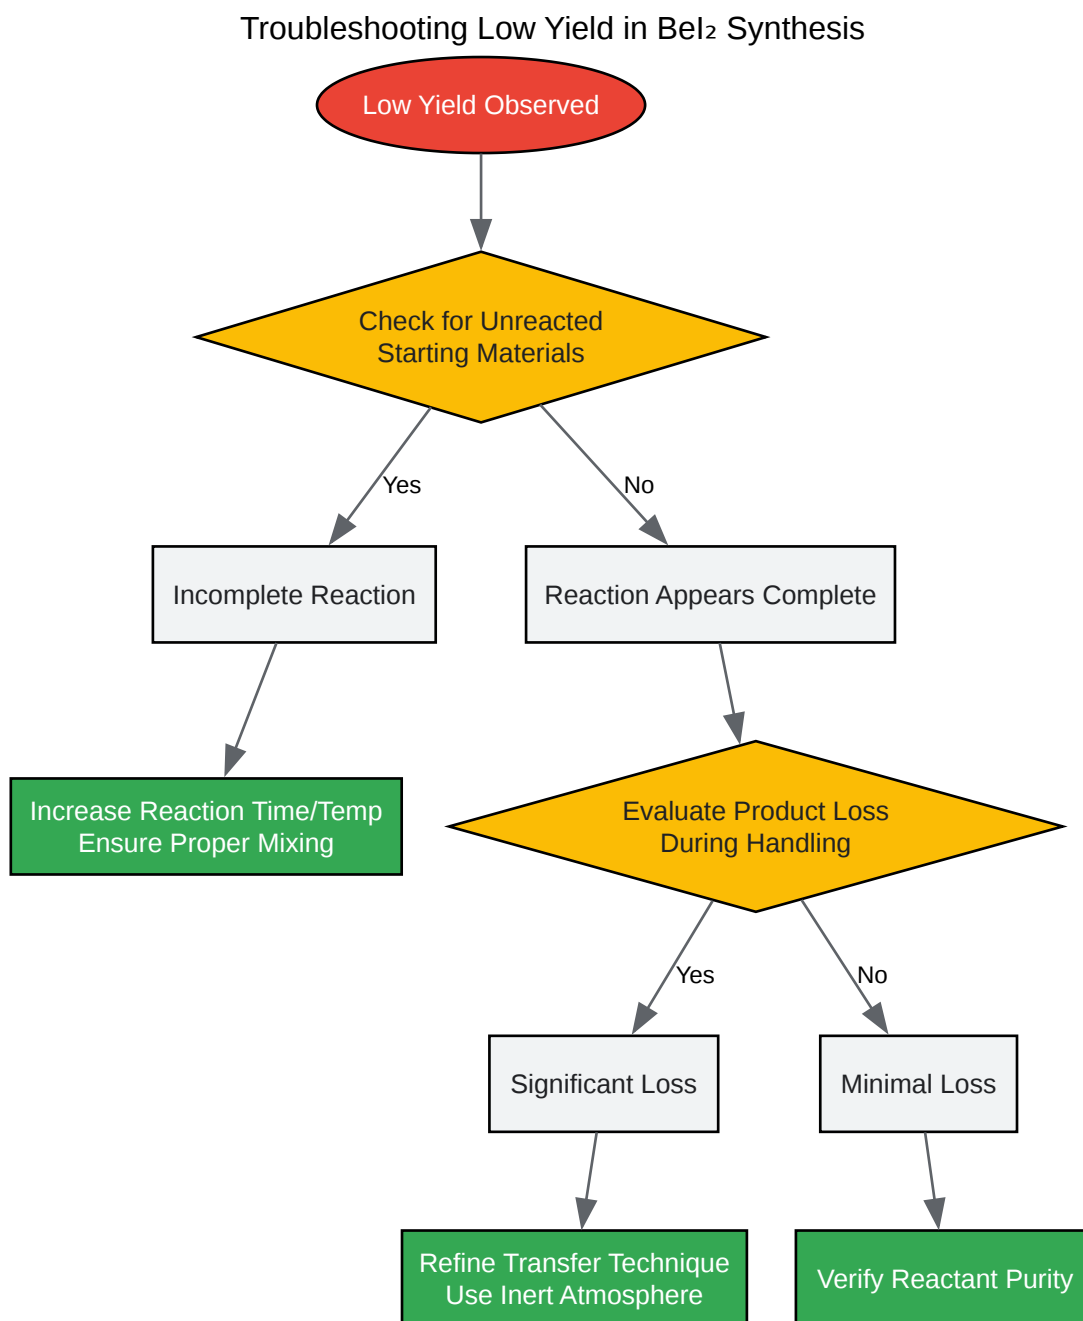 Troubleshooting Low Yield in BeI₂ Synthesis
Low Yield Observed
Check for Unreacted
Starting Materials
Yes
No
Incomplete Reaction
Reaction Appears Complete
Increase Reaction Time/Temp
Ensure Proper Mixing
Evaluate Product Loss
During Handling
Yes
No
Significant Loss
Minimal Loss
Refine Transfer Technique
Use Inert Atmosphere
Verify Reactant Purity